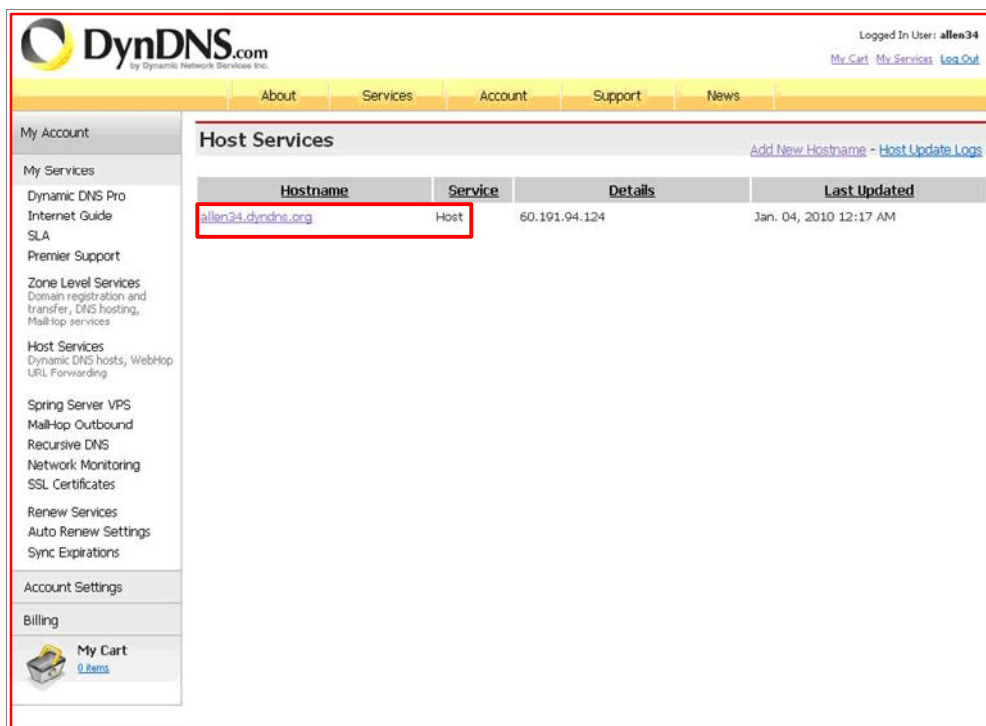 DynDNS.com
by Dynamic Network Services Inc.
Logged In User: allen34
My Cart My Services Log Out
About Services Account Support News
My Account
My Services
Dynamic DNS Pro
Internet Guide
SLA
Premier Support
Zone Level Services
Domain registration and
transfer, DNS hosting,
MailHop services
Host Services
Dynamic DNS hosts, WebHop
URL Forwarding
Spring Server VPS
MailHop Outbound
Recursive DNS
Network Monitoring
SSL Certificates
Renew Services
Auto Renew Settings
Sync Expirations
Account Settings
Billing
My Cart
0 items
Host Services
Add New Hostname - Host Update Logs
Hostname Service Details Last Updated
allen34.dyndns.org Host 60.191.94.124 Jan. 04, 2010 12:17 AM